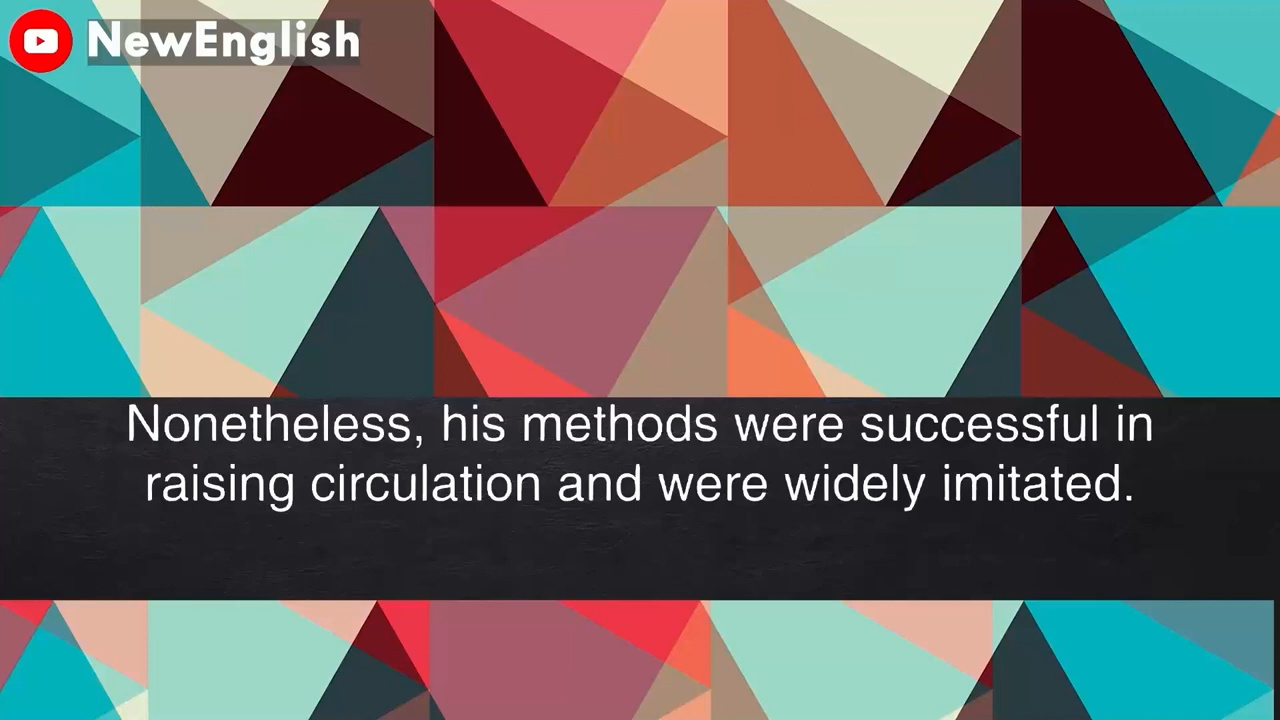 NewEnglish
Nonetheless, his methods were successful in
raising circulation and were widely imitated.